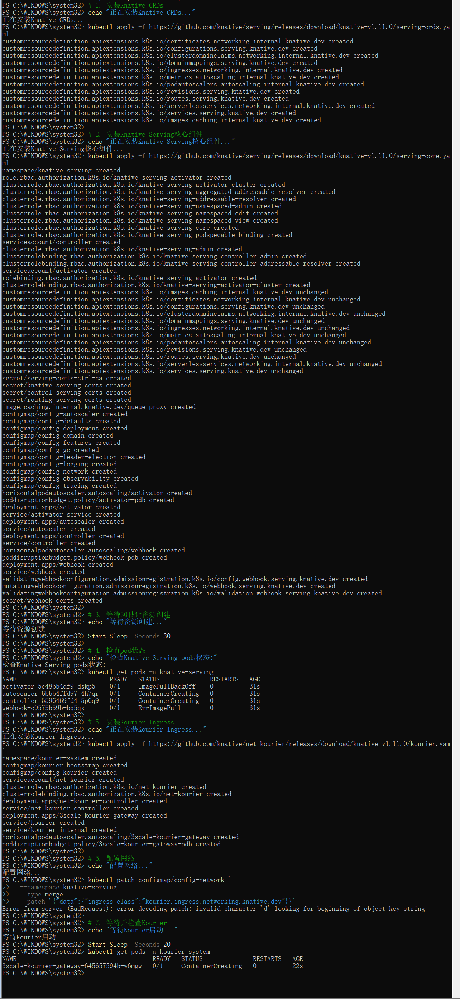 PS C:\WINDOWS\system32> # 1. 安装Knative CRDs
PS C:\WINDOWS\system32> echo "正在安装Knative CRDs..."
正在安装Knative CRDs...
PS C:\WINDOWS\system32> kubectl apply -f https://github.com/knative/serving/releases/download/knative-v1.11.0/serving-crds.ya
ml
customresourcedefinition.apiextensions.k8s.io/certificates.networking.internal.knative.dev created
customresourcedefinition.apiextensions.k8s.io/configurations.serving.knative.dev created
customresourcedefinition.apiextensions.k8s.io/clusterdomainclaims.networking.internal.knative.dev created
customresourcedefinition.apiextensions.k8s.io/domainmappings.serving.knative.dev created
customresourcedefinition.apiextensions.k8s.io/ingresses.networking.internal.knative.dev created
customresourcedefinition.apiextensions.k8s.io/metrics.autoscaling.internal.knative.dev created
customresourcedefinition.apiextensions.k8s.io/podautoscalers.autoscaling.internal.knative.dev created
customresourcedefinition.apiextensions.k8s.io/revisions.serving.knative.dev created
customresourcedefinition.apiextensions.k8s.io/routes.serving.knative.dev created
customresourcedefinition.apiextensions.k8s.io/serverlessservices.networking.internal.knative.dev created
customresourcedefinition.apiextensions.k8s.io/services.serving.knative.dev created
customresourcedefinition.apiextensions.k8s.io/images.caching.internal.knative.dev created
PS C:\WINDOWS\system32>
PS C:\WINDOWS\system32> # 2. 安装Knative Serving核心组件
PS C:\WINDOWS\system32> echo "正在安装Knative Serving核心组件..."
正在安装Knative Serving核心组件...
PS C:\WINDOWS\system32> kubectl apply -f https://github.com/knative/serving/releases/download/knative-v1.11.0/serving-core.ya
ml
namespace/knative-serving created
role.rbac.authorization.k8s.io/knative-serving-activator created
clusterrole.rbac.authorization.k8s.io/knative-serving-activator-cluster created
clusterrole.rbac.authorization.k8s.io/knative-serving-aggregated-addressable-resolver created
clusterrole.rbac.authorization.k8s.io/knative-serving-addressable-resolver created
clusterrole.rbac.authorization.k8s.io/knative-serving-namespaced-admin created
clusterrole.rbac.authorization.k8s.io/knative-serving-namespaced-edit created
clusterrole.rbac.authorization.k8s.io/knative-serving-namespaced-view created
clusterrole.rbac.authorization.k8s.io/knative-serving-core created
clusterrole.rbac.authorization.k8s.io/knative-serving-podspecable-binding created
serviceaccount/controller created
clusterrole.rbac.authorization.k8s.io/knative-serving-admin created
clusterrolebinding.rbac.authorization.k8s.io/knative-serving-controller-admin created
clusterrolebinding.rbac.authorization.k8s.io/knative-serving-controller-addressable-resolver created
serviceaccount/activator created
rolebinding.rbac.authorization.k8s.io/knative-serving-activator created
clusterrolebinding.rbac.authorization.k8s.io/knative-serving-activator-cluster created
customresourcedefinition.apiextensions.k8s.io/images.caching.internal.knative.dev unchanged
customresourcedefinition.apiextensions.k8s.io/certificates.networking.internal.knative.dev unchanged
customresourcedefinition.apiextensions.k8s.io/configurations.serving.knative.dev unchanged
customresourcedefinition.apiextensions.k8s.io/clusterdomainclaims.networking.internal.knative.dev unchanged
customresourcedefinition.apiextensions.k8s.io/domainmappings.serving.knative.dev unchanged
customresourcedefinition.apiextensions.k8s.io/ingresses.networking.internal.knative.dev unchanged
customresourcedefinition.apiextensions.k8s.io/metrics.autoscaling.internal.knative.dev unchanged
customresourcedefinition.apiextensions.k8s.io/podautoscalers.autoscaling.internal.knative.dev unchanged
customresourcedefinition.apiextensions.k8s.io/revisions.serving.knative.dev unchanged
customresourcedefinition.apiextensions.k8s.io/routes.serving.knative.dev unchanged
customresourcedefinition.apiextensions.k8s.io/serverlessservices.networking.internal.knative.dev unchanged
customresourcedefinition.apiextensions.k8s.io/services.serving.knative.dev unchanged
secret/serving-certs-ctrl-ca created
secret/knative-serving-certs created
secret/control-serving-certs created
secret/routing-serving-certs created
image.caching.internal.knative.dev/queue-proxy created
configmap/config-autoscaler created
configmap/config-defaults created
configmap/config-deployment created
configmap/config-domain created
configmap/config-features created
configmap/config-gc created
configmap/config-leader-election created
configmap/config-logging created
configmap/config-network created
configmap/config-observability created
configmap/config-tracing created
horizontalpodautoscaler.autoscaling/activator created
poddisruptionbudget.policy/activator-pdb created
deployment.apps/activator created
service/activator-service created
deployment.apps/autoscaler created
service/autoscaler created
deployment.apps/controller created
service/controller created
horizontalpodautoscaler.autoscaling/webhook created
poddisruptionbudget.policy/webhook-pdb created
deployment.apps/webhook created
service/webhook created
validatingwebhookconfiguration.admissionregistration.k8s.io/config.webhook.serving.knative.dev created
mutatingwebhookconfiguration.admissionregistration.k8s.io/webhook.serving.knative.dev created
validatingwebhookconfiguration.admissionregistration.k8s.io/validation.webhook.serving.knative.dev created
secret/webhook-certs created
PS C:\WINDOWS\system32>
PS C:\WINDOWS\system32> # 3. 等待30秒让资源创建
PS C:\WINDOWS\system32> echo "等待资源创建..."
等待资源创建...
PS C:\WINDOWS\system32> Start-Sleep -Seconds 30
PS C:\WINDOWS\system32>
PS C:\WINDOWS\system32> # 4. 检查pod状态
PS C:\WINDOWS\system32> echo "检查Knative Serving pods状态:"
检查Knative Serving pods状态:
PS C:\WINDOWS\system32> kubectl get pods -n knative-serving
NAME                          READY   STATUS              RESTARTS   AGE
activator-5c48bb4df9-dskp5    0/1     ImagePullBackOff    0          31s
autoscaler-6bbb4ffd97-4h7qr   0/1     ContainerCreating   0          31s
controller-5596469fd4-5p6q9   0/1     ContainerCreating   0          31s
webhook-c9575b59b-bq5qx       0/1     ErrImagePull        0          31s
PS C:\WINDOWS\system32>
PS C:\WINDOWS\system32> # 5. 安装Kourier Ingress
PS C:\WINDOWS\system32> echo "正在安装Kourier Ingress..."
正在安装Kourier Ingress...
PS C:\WINDOWS\system32> kubectl apply -f https://github.com/knative/net-kourier/releases/download/knative-v1.11.0/kourier.yam
l
namespace/kourier-system created
configmap/kourier-bootstrap created
configmap/config-kourier created
serviceaccount/net-kourier created
clusterrole.rbac.authorization.k8s.io/net-kourier created
clusterrolebinding.rbac.authorization.k8s.io/net-kourier created
deployment.apps/net-kourier-controller created
service/net-kourier-controller created
deployment.apps/3scale-kourier-gateway created
service/kourier created
service/kourier-internal created
horizontalpodautoscaler.autoscaling/3scale-kourier-gateway created
poddisruptionbudget.policy/3scale-kourier-gateway-pdb created
PS C:\WINDOWS\system32>
PS C:\WINDOWS\system32> # 6. 配置网络
PS C:\WINDOWS\system32> echo "配置网络..."
配置网络...
PS C:\WINDOWS\system32> kubectl patch configmap/config-network `
>>   --namespace knative-serving `
>>   --type merge `
>>   --patch '{"data":{"ingress-class":"kourier.ingress.networking.knative.dev"}}'
Error from server (BadRequest): error decoding patch: invalid character 'd' looking for beginning of object key string
PS C:\WINDOWS\system32>
PS C:\WINDOWS\system32> # 7. 等待并检查Kourier
PS C:\WINDOWS\system32> echo "等待Kourier启动..."
等待Kourier启动...
PS C:\WINDOWS\system32> Start-Sleep -Seconds 20
PS C:\WINDOWS\system32> kubectl get pods -n kourier-system
NAME                                      READY   STATUS              RESTARTS   AGE
3scale-kourier-gateway-645657594b-w6mgw   0/1     ContainerCreating   0          22s
PS C:\WINDOWS\system32>